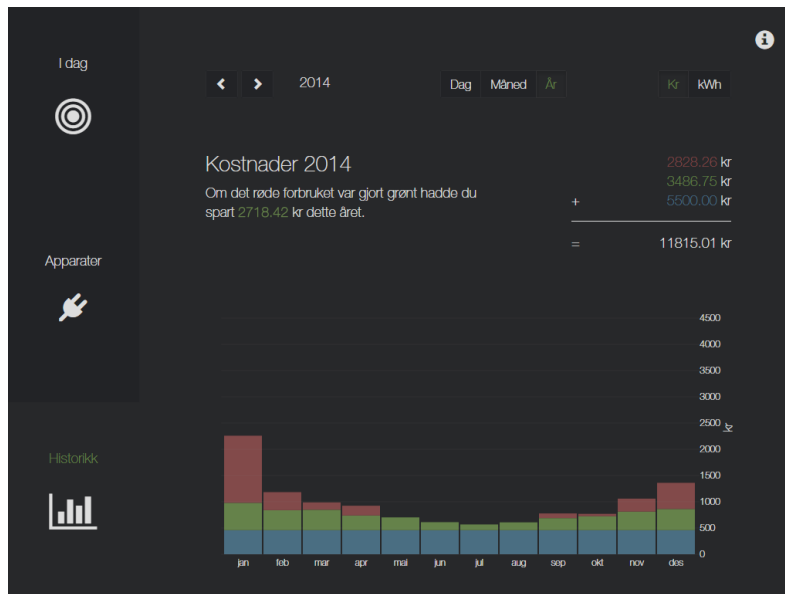 I dag
2014
Dag Måned År
Kr kWh
Kostnader 2014
Om det røde forbruket var gjort grønt hadde du
spart 2718.42 kr dette året.
2828.26 kr
3486.75 kr
+ 5500.00 kr
= 11815.01 kr
Apparater
Historikk
4500
4000
3500
3000
2500
kr
2000
1500
1000
500
0
jan feb mar apr mai jun jul aug sep okt nov des